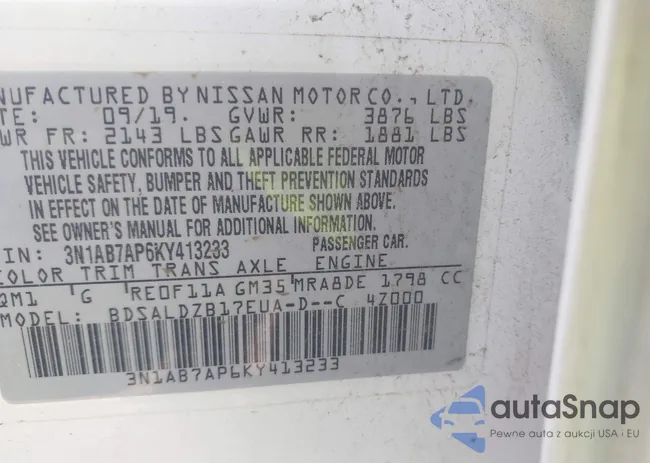 NUFACTURED BY NISSAN MOTOR CO., LTD.
TE: 09/19. GVWR: 3876 LBS
WR FR: 2143 LBS GAWR RR: 1881 LBS
THIS VEHICLE CONFORMS TO ALL APPLICABLE FEDERAL MOTOR
VEHICLE SAFETY, BUMPER AND THEFT PREVENTION STANDARDS
IN EFFECT ON THE DATE OF MANUFACTURE SHOWN ABOVE.
SEE OWNER'S MANUAL FOR ADDITIONAL INFORMATION.
IN: 3N1AB7AP6KY413233 PASSENGER CAR.
COLOR TRIM TRANS AXLE ENGINE
QM1 G RE0F11A GM35 MRA8DE 1798 CC
MODEL: BDSALDZB17EUA-D--C 4Z000
3N1AB7AP6KY413233
autaSnap
Pewne auta z aukcji USA i EU